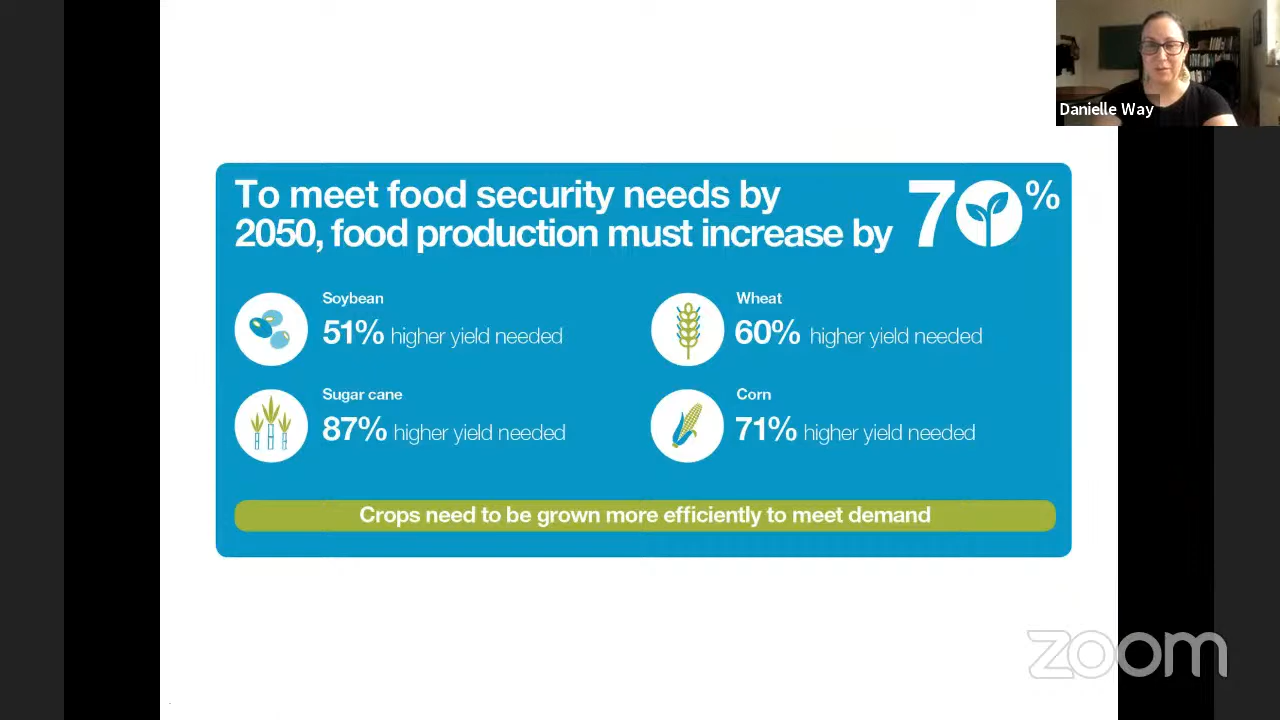 Danielle Way
To meet food security needs by
2050, food production must increase by
70%
Soybean
51% higher yield needed
Wheat
60% higher yield needed
Sugar cane
87% higher yield needed
Corn
71% higher yield needed
Crops need to be grown more efficiently to meet demand
zoom